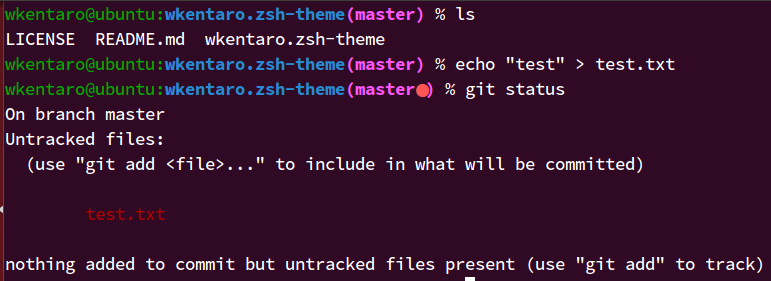 wkentaro@ubuntu:wkentaro.zsh-theme(master) % ls
LICENSE  README.md  wkentaro.zsh-theme
wkentaro@ubuntu:wkentaro.zsh-theme(master) % echo "test" > test.txt
wkentaro@ubuntu:wkentaro.zsh-theme(master●) % git status
On branch master
Untracked files:
  (use "git add <file>..." to include in what will be committed)
        test.txt
nothing added to commit but untracked files present (use "git add" to track)